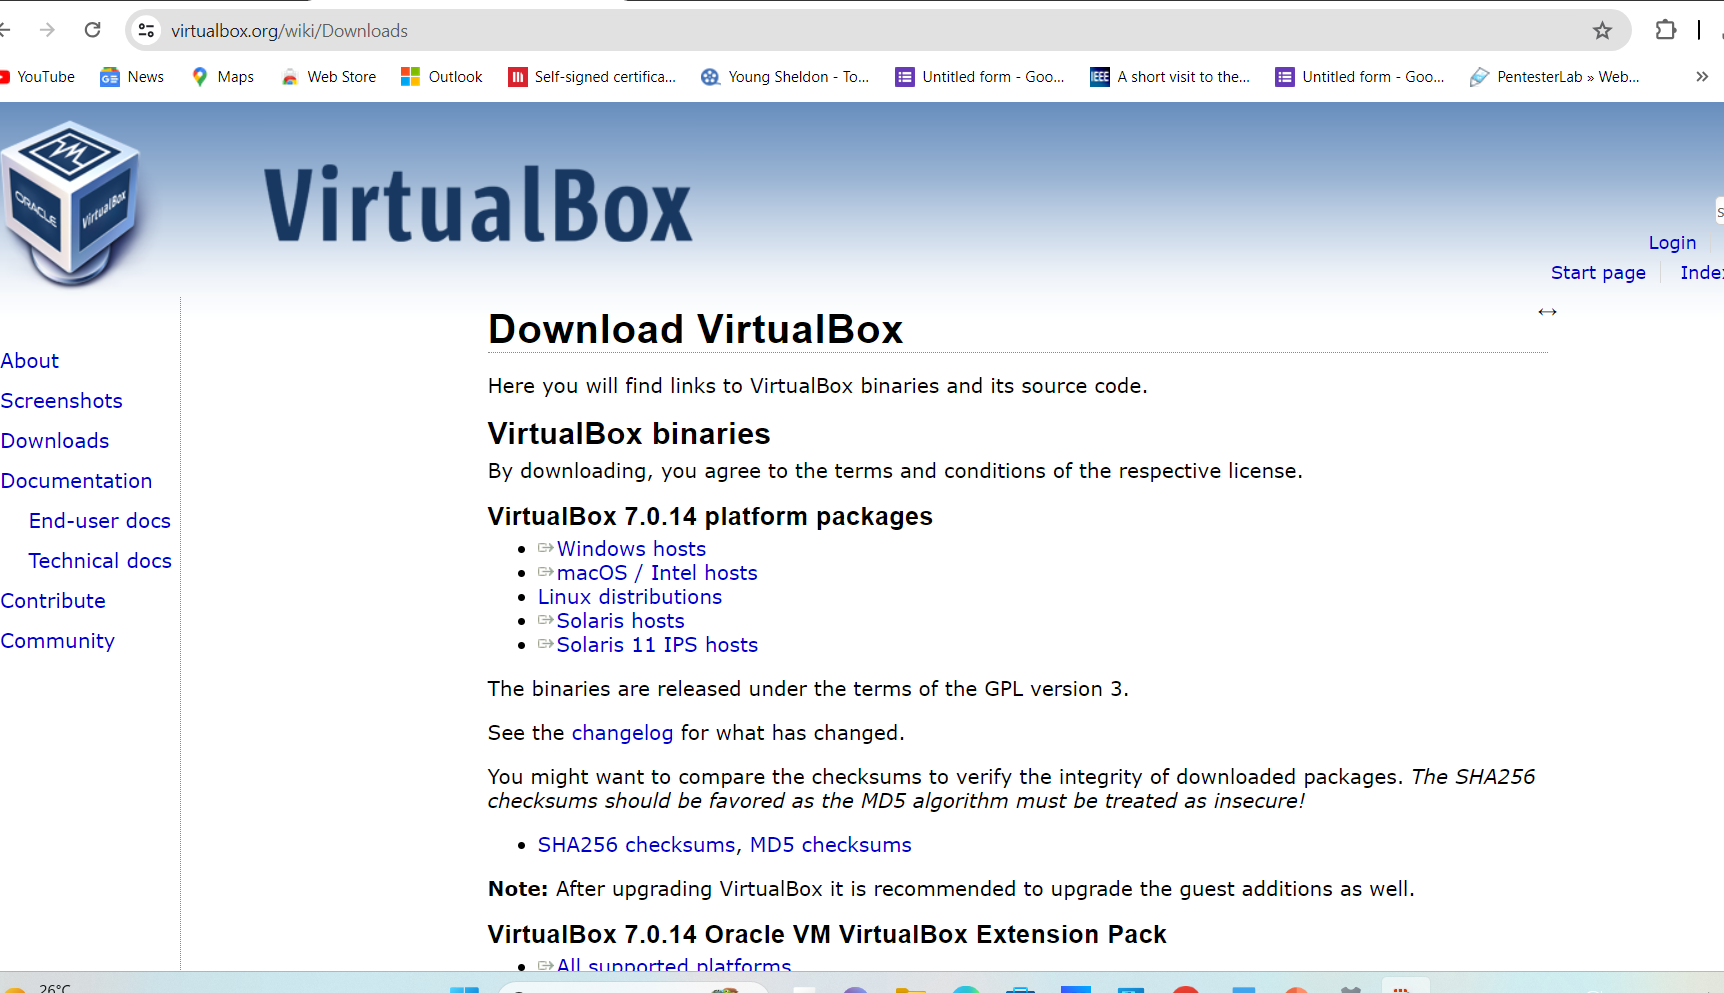 virtualbox.org/wiki/Downloads
YouTube News Maps Web Store Outlook Self-signed certifica... Young Sheldon - To... Untitled form - Goo... A short visit to the... Untitled form - Goo... PentesterLab » Web... »
ORACLE VirtualBox
VirtualBox
Login
Start page Index
Download VirtualBox
Here you will find links to VirtualBox binaries and its source code.
VirtualBox binaries
By downloading, you agree to the terms and conditions of the respective license.
VirtualBox 7.0.14 platform packages
Windows hosts
macOS / Intel hosts
Linux distributions
Solaris hosts
Solaris 11 IPS hosts
The binaries are released under the terms of the GPL version 3.
See the changelog for what has changed.
You might want to compare the checksums to verify the integrity of downloaded packages. The SHA256
checksums should be favored as the MD5 algorithm must be treated as insecure!
SHA256 checksums, MD5 checksums
Note: After upgrading VirtualBox it is recommended to upgrade the guest additions as well.
VirtualBox 7.0.14 Oracle VM VirtualBox Extension Pack
All supported platforms
About
Screenshots
Downloads
Documentation
End-user docs
Technical docs
Contribute
Community
26°C